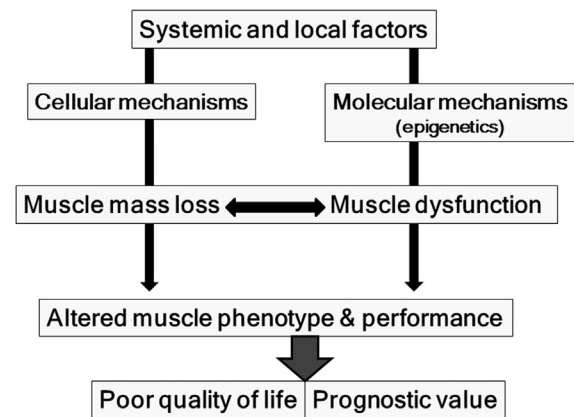 Systemic and local factors
Cellular mechanisms
Molecular mechanisms
(epigenetics)
Muscle mass loss
Muscle dysfunction
Altered muscle phenotype & performance
Poor quality of life
Prognostic value